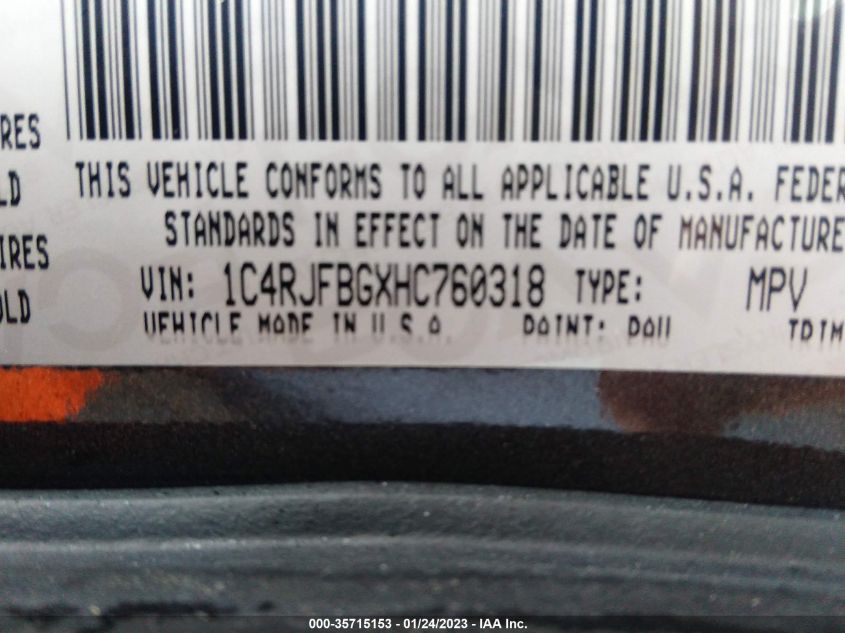 RES
LD
IRES
OLD
THIS VEHICLE CONFORMS TO ALL APPLICABLE U.S.A. FEDER
STANDARDS IN EFFECT ON THE DATE OF MANUFACTURE
VIN: 1C4RJFBGXHC760318 TYPE: MPV
VEHICLE MADE IN U.S.A. PAINT: PAU TRIM
000-35715153 - 01/24/2023 - IAA Inc.